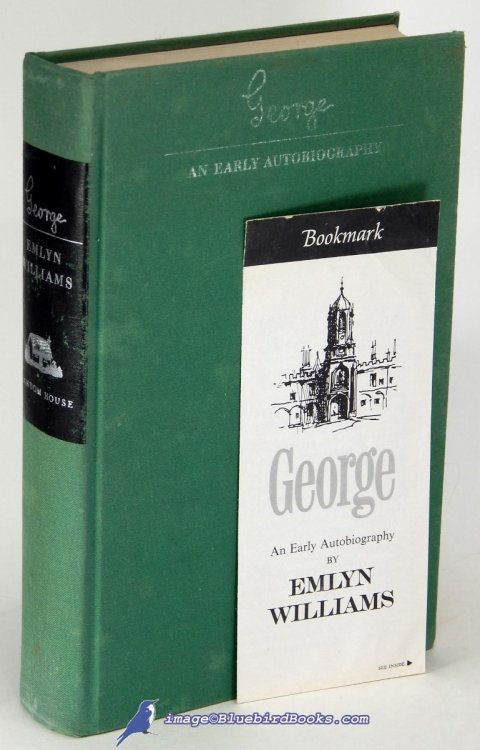 George
AN EARLY AUTOBIOGRAPHY
George
EMLYN
WILLIAMS
RANDOM HOUSE
Bookmark
George
An Early Autobiography
BY
EMLYN
WILLIAMS
SEE INSIDE
image©BluebirdBooks.com